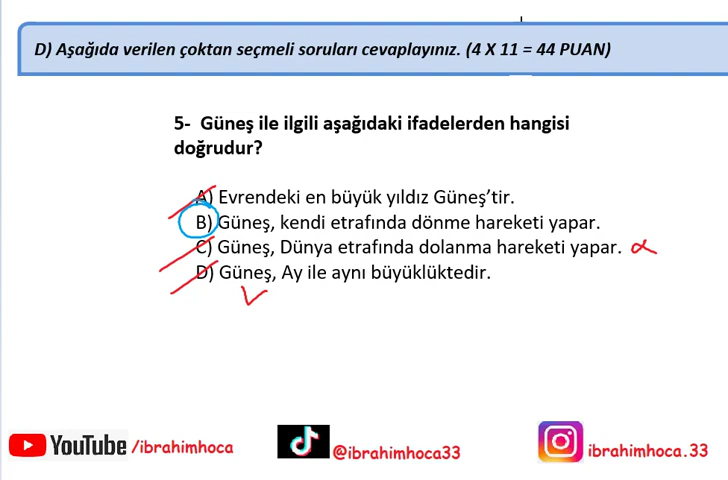 D) Aşağıda verilen çoktan seçmeli soruları cevaplayınız. (4 X 11 = 44 PUAN)
5- Güneş ile ilgili aşağıdaki ifadelerden hangisi
doğrudur?
A) Evrendeki en büyük yıldız Güneş’tir.
B) Güneş, kendi etrafında dönme hareketi yapar.
C) Güneş, Dünya etrafında dolanma hareketi yapar.
D) Güneş, Ay ile aynı büyüklüktedir.
YouTube /ibrahimhoca
@ibrahimhoca33
ibrahimhoca.33